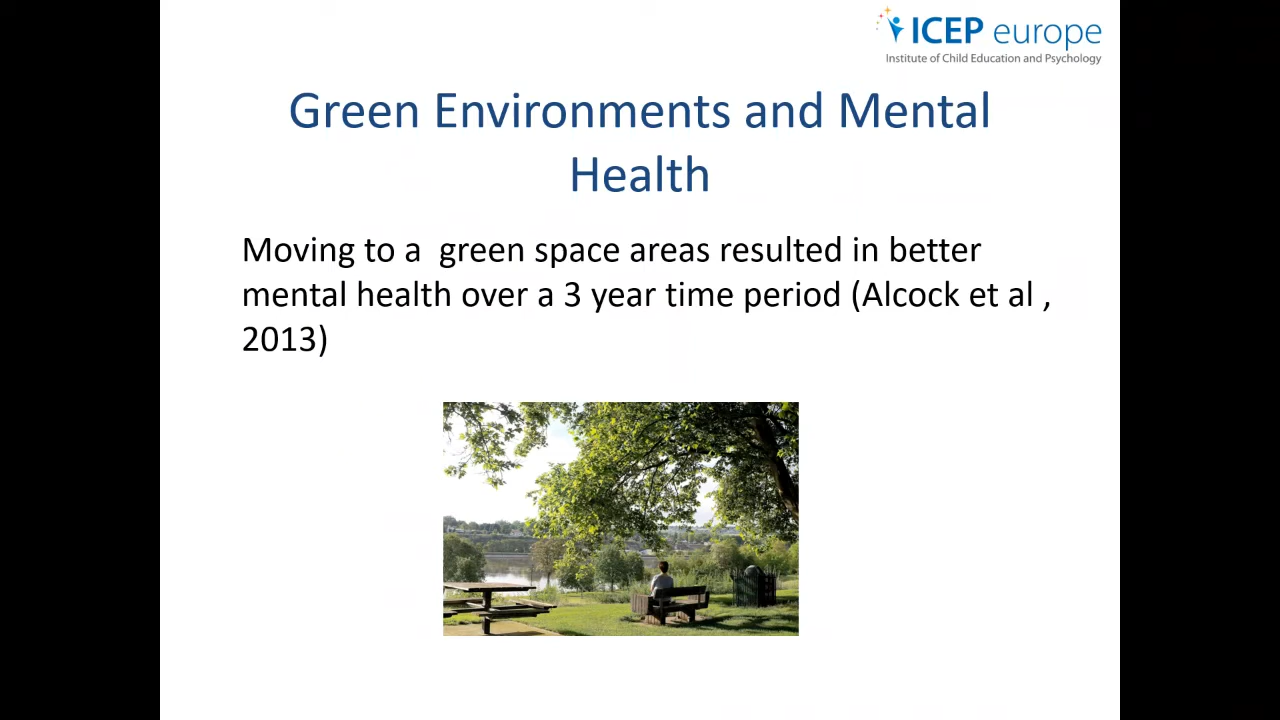 ICEP europe
Institute of Child Education and Psychology
Green Environments and Mental
Health
Moving to a  green space areas resulted in better
mental health over a 3 year time period (Alcock et al ,
2013)